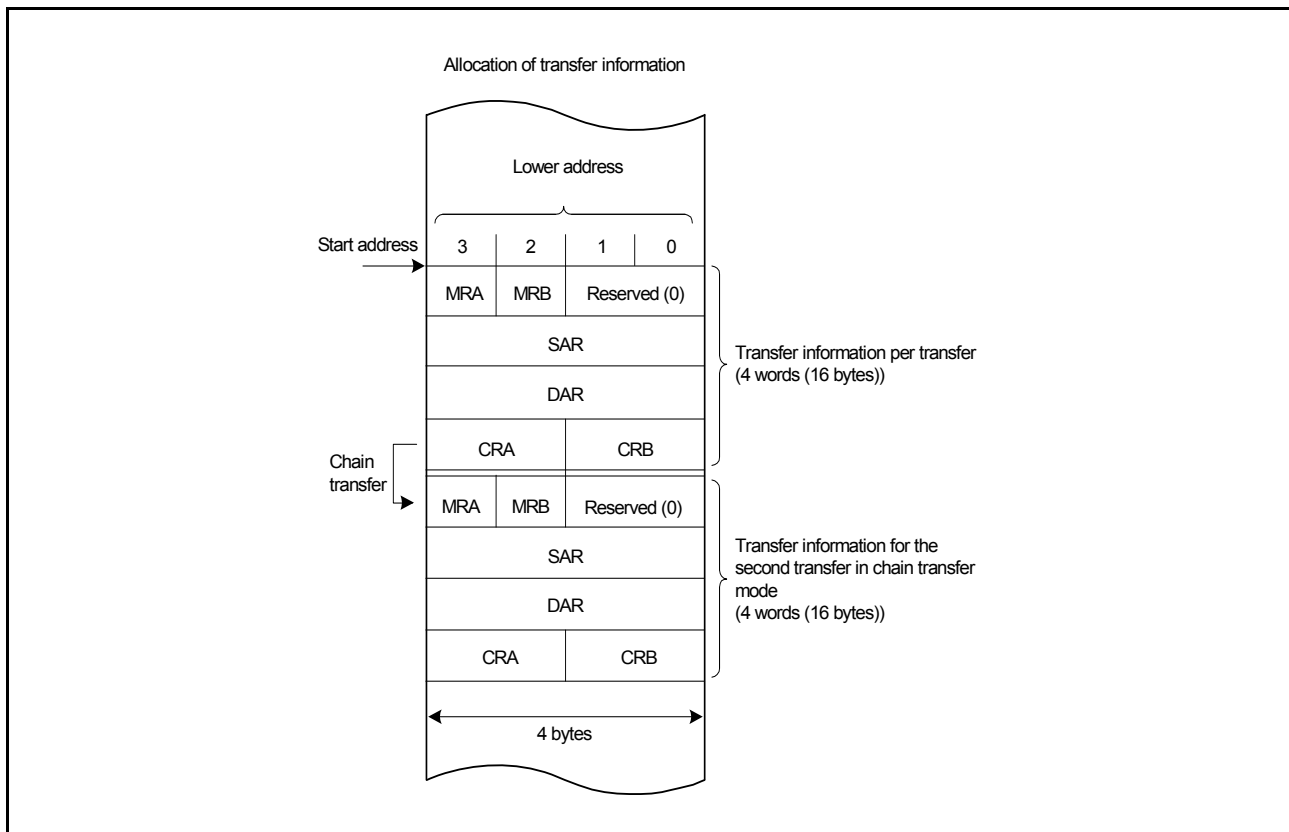 Allocation of transfer information
Lower address
Start address
3 2 1 0
MRA MRB Reserved (0)
SAR
DAR
CRA CRB
Transfer information per transfer
(4 words (16 bytes))
Chain
transfer
MRA MRB Reserved (0)
SAR
DAR
CRA CRB
Transfer information for the
second transfer in chain transfer
mode
(4 words (16 bytes))
4 bytes